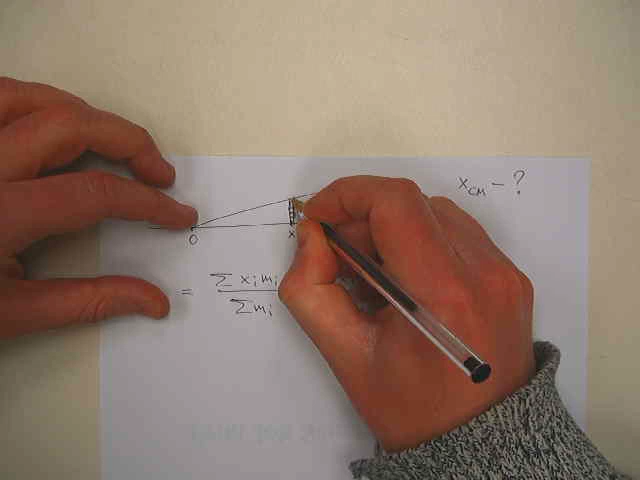 x_CM - ?
0 x
= Σ x_i m_i
Σ m_i